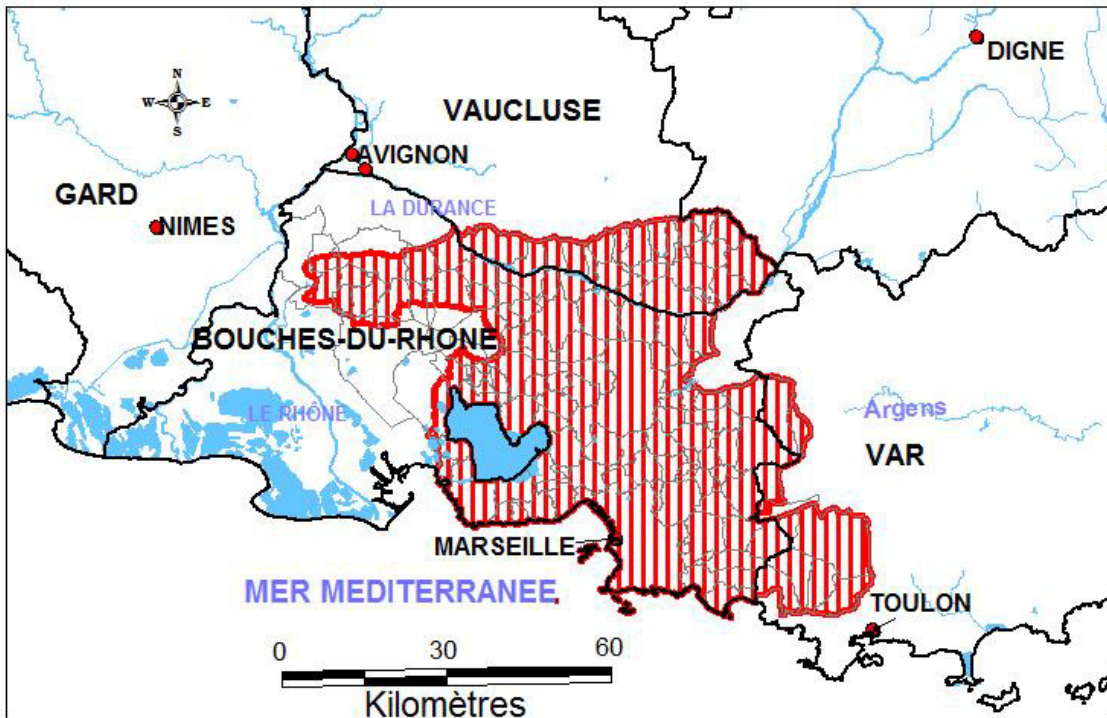 DIGNE
N
W E
S
VAUCLUSE
AVIGNON
GARD
LA DURANCE
NIMES
BOUCHES-DU-RHONE
LE RHÔNE
Argens
VAR
MARSEILLE
MER MEDITERRANEE
TOULON
0 30 60
Kilomètres